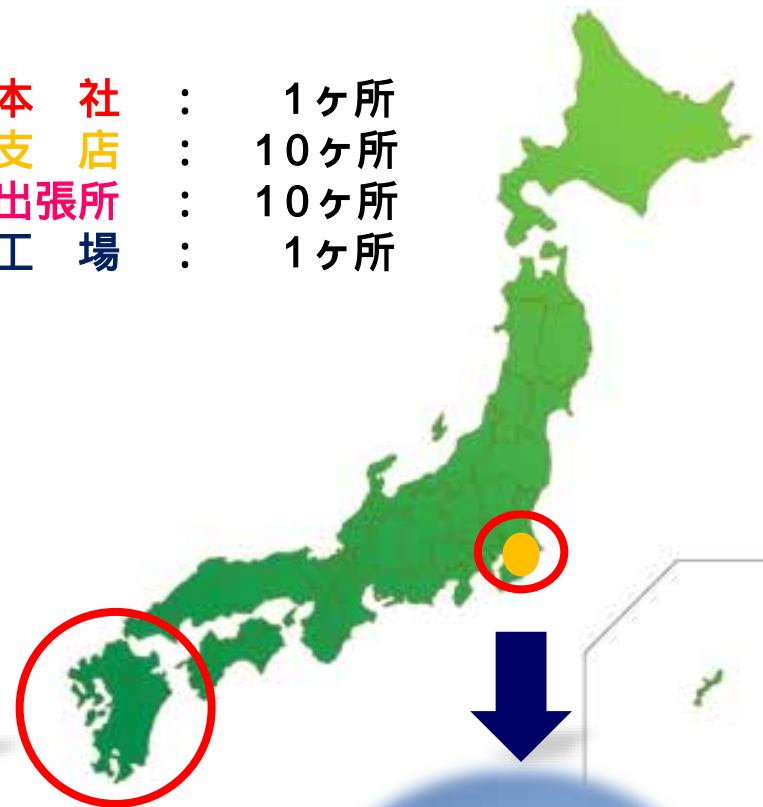 本　社　：　１ヶ所
支　店　：　１０ヶ所
出張所　：　１０ヶ所
工　場　：　１ヶ所